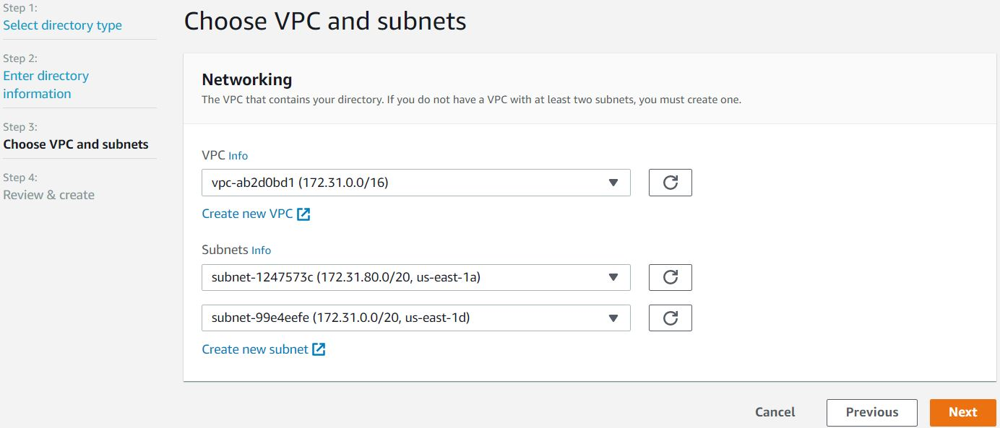 Step 1:
Select directory type
Step 2:
Enter directory
information
Step 3:
Choose VPC and subnets
Step 4:
Review & create
Choose VPC and subnets
Networking
The VPC that contains your directory. If you do not have a VPC with at least two subnets, you must create one.
VPC Info
vpc-ab2d0bd1 (172.31.0.0/16)
Create new VPC
Subnets Info
subnet-1247573c (172.31.80.0/20, us-east-1a)
subnet-99e4eefe (172.31.0.0/20, us-east-1d)
Create new subnet
Cancel Previous Next